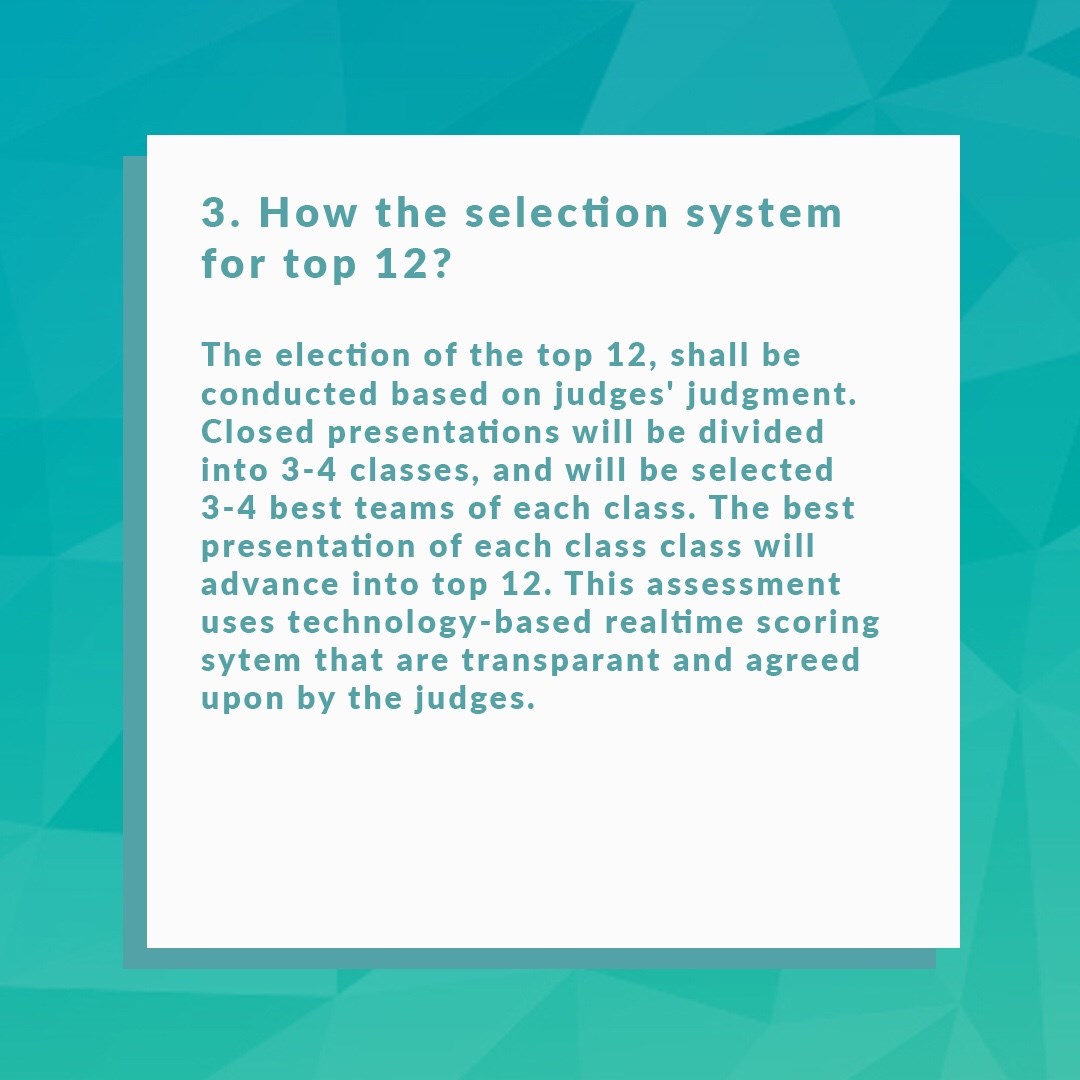 3. How the selection system
for top 12?
The election of the top 12, shall be
conducted based on judges' judgment.
Closed presentations will be divided
into 3-4 classes, and will be selected
3-4 best teams of each class. The best
presentation of each class class will
advance into top 12. This assessment
uses technology-based realtime scoring
sytem that are transparant and agreed
upon by the judges.